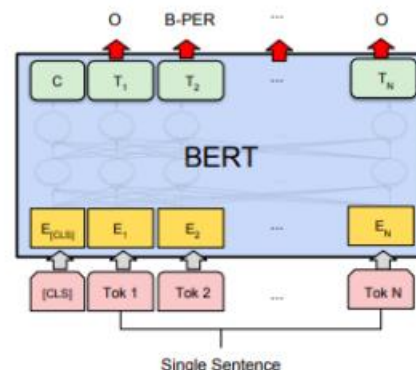 O B-PER ... O
C T1 T2 ... TN
BERT
E[CLS] E1 E2 ... EN
[CLS] Tok 1 Tok 2 ... Tok N
Single Sentence